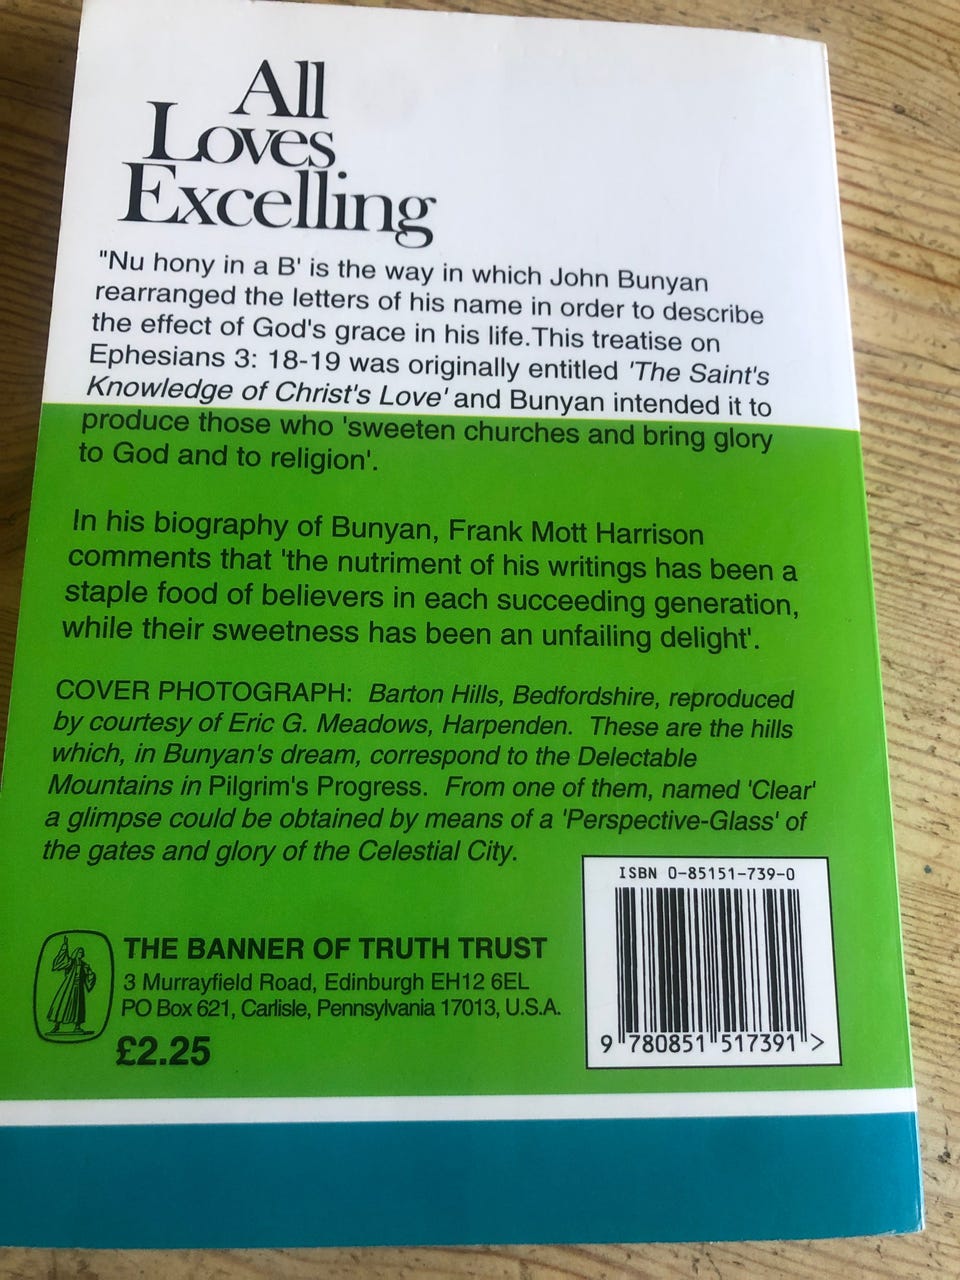 All
Loves
Excelling
"Nu hony in a B' is the way in which John Bunyan
rearranged the letters of his name in order to describe
the effect of God's grace in his life.This treatise on
Ephesians 3: 18-19 was originally entitled 'The Saint's
Knowledge of Christ's Love' and Bunyan intended it to
produce those who 'sweeten churches and bring glory
to God and to religion'.
In his biography of Bunyan, Frank Mott Harrison
comments that 'the nutriment of his writings has been a
staple food of believers in each succeeding generation,
while their sweetness has been an unfailing delight'.
COVER PHOTOGRAPH: Barton Hills, Bedfordshire, reproduced
by courtesy of Eric G. Meadows, Harpenden. These are the hills
which, in Bunyan's dream, correspond to the Delectable
Mountains in Pilgrim's Progress. From one of them, named 'Clear'
a glimpse could be obtained by means of a 'Perspective-Glass' of
the gates and glory of the Celestial City.
THE BANNER OF TRUTH TRUST
3 Murrayfield Road, Edinburgh EH12 6EL
PO Box 621, Carlisle, Pennsylvania 17013, U.S.A.
£2.25
ISBN 0-85151-739-0
9 780851 517391 >